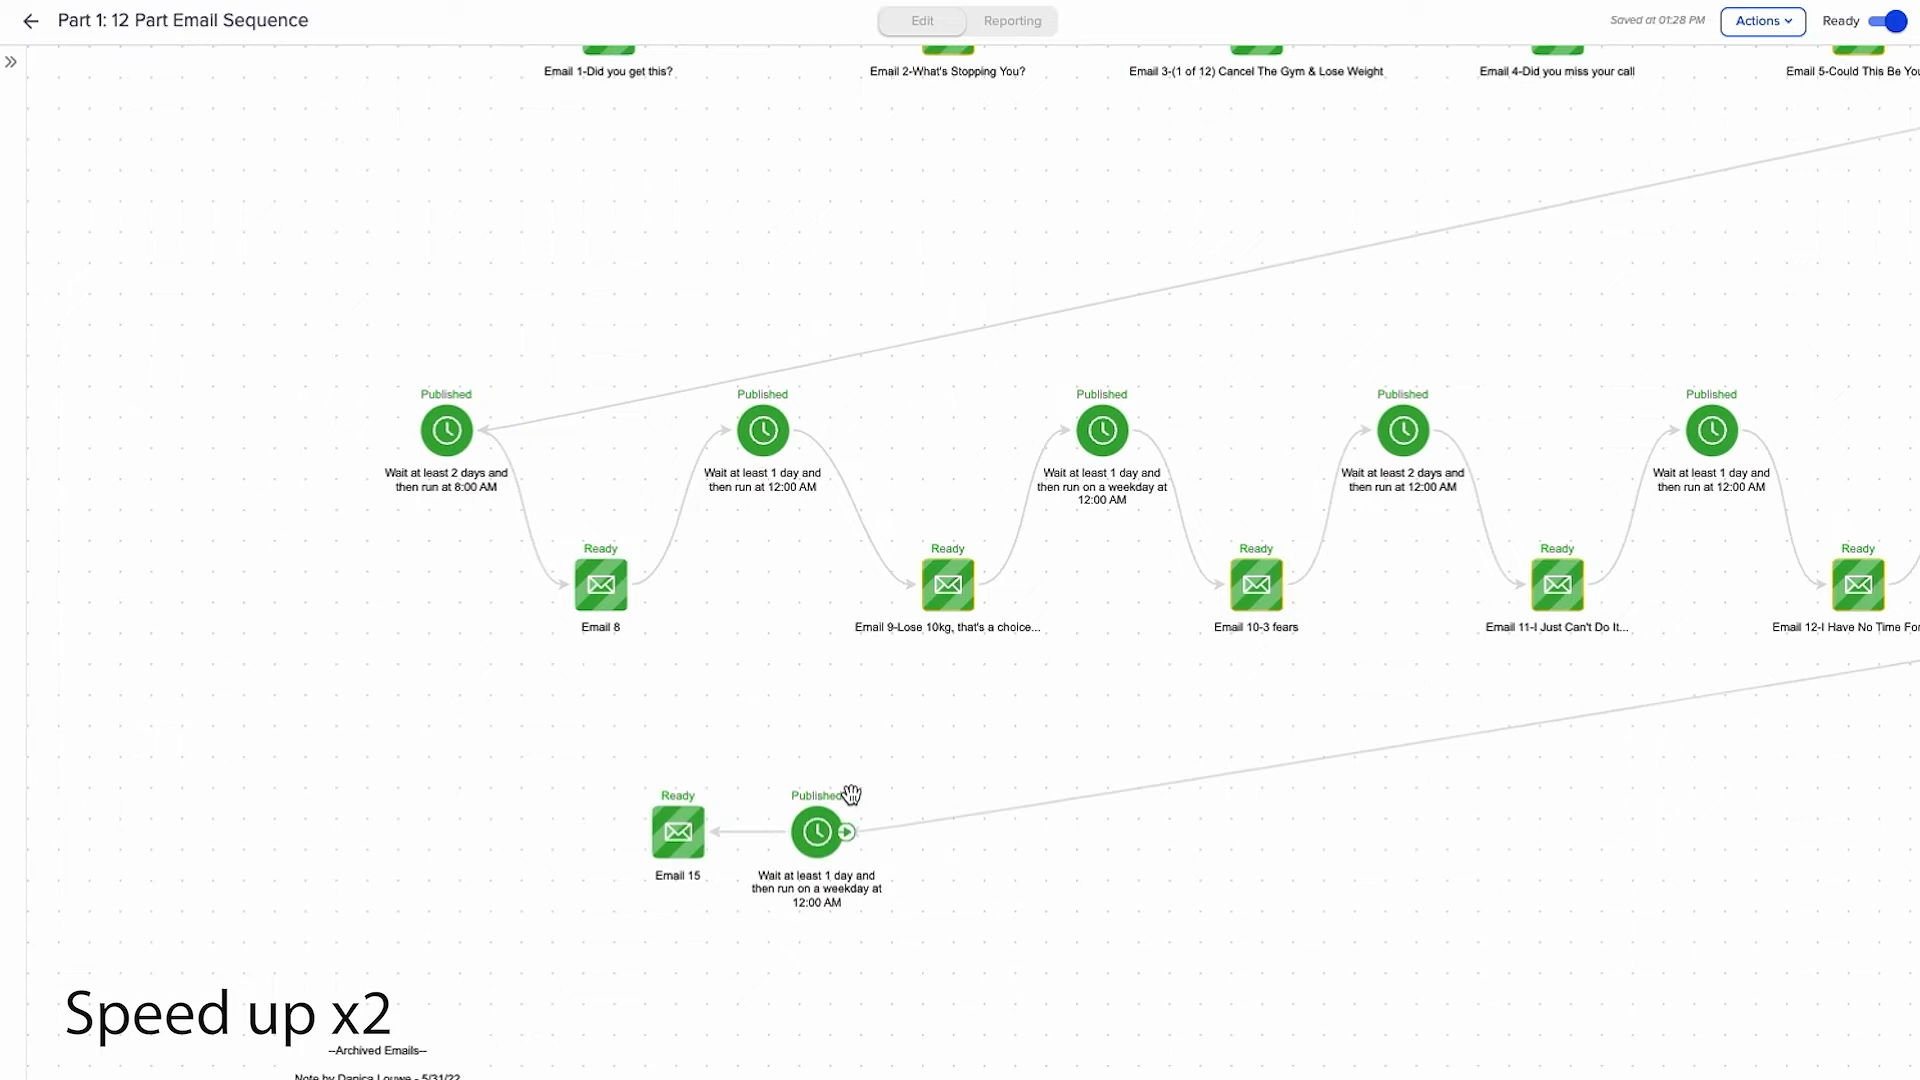 Part 1: 12 Part Email Sequence
Edit
Reporting
Saved at 01:28 PM
Actions
Ready
Email 1-Did you get this?
Email 2-What's Stopping You?
Email 3-(1 of 12) Cancel The Gym & Lose Weight
Email 4-Did you miss your call
Email 5-Could This Be You
Published
Published
Published
Published
Published
Wait at least 2 days and
then run at 8:00 AM
Wait at least 1 day and
then run at 12:00 AM
Wait at least 1 day and
then run on a weekday at
12:00 AM
Wait at least 2 days and
then run at 12:00 AM
Wait at least 1 day and
then run at 12:00 AM
Ready
Ready
Ready
Ready
Ready
Email 8
Email 9-Lose 10kg, that's a choice...
Email 10-3 fears
Email 11-I Just Can't Do It...
Email 12-I Have No Time For
Ready
Published
Email 15
Wait at least 1 day and
then run on a weekday at
12:00 AM
Speed up x2
--Archived Emails--
Note by Danica Louwe - 5/31/22